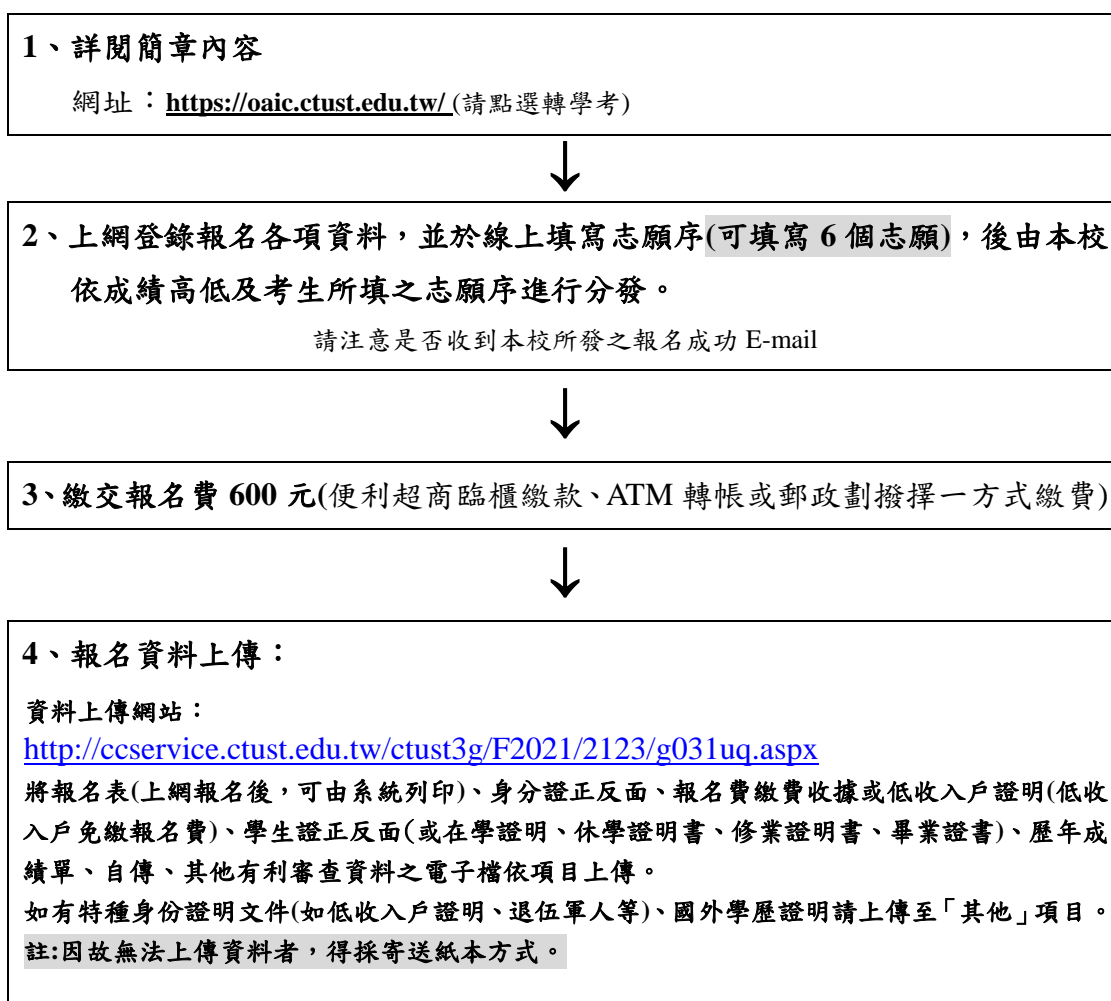 1、詳閱簡章內容
網址：https://oaic.ctust.edu.tw/ (請點選轉學考)
↓
2、上網登錄報名各項資料，並於線上填寫志願序(可填寫 6 個志願)，後由本校
依成績高低及考生所填之志願序進行分發。
請注意是否收到本校所發之報名成功 E-mail
↓
3、繳交報名費 600 元(便利超商臨櫃繳款、ATM 轉帳或郵政劃撥擇一方式繳費)
↓
4、報名資料上傳：
資料上傳網站：
http://ccservice.ctust.edu.tw/ctust3g/F2021/2123/g031uq.aspx
將報名表(上網報名後，可由系統列印)、身分證正反面、報名費繳費收據或低收入戶證明(低收
入戶免繳報名費)、學生證正反面(或在學證明、休學證明書、修業證明書、畢業證書)、歷年成
績單、自傳、其他有利審查資料之電子檔依項目上傳。
如有特種身份證明文件(如低收入戶證明、退伍軍人等)、國外學歷證明請上傳至「其他」項目。
註:因故無法上傳資料者，得採寄送紙本方式。